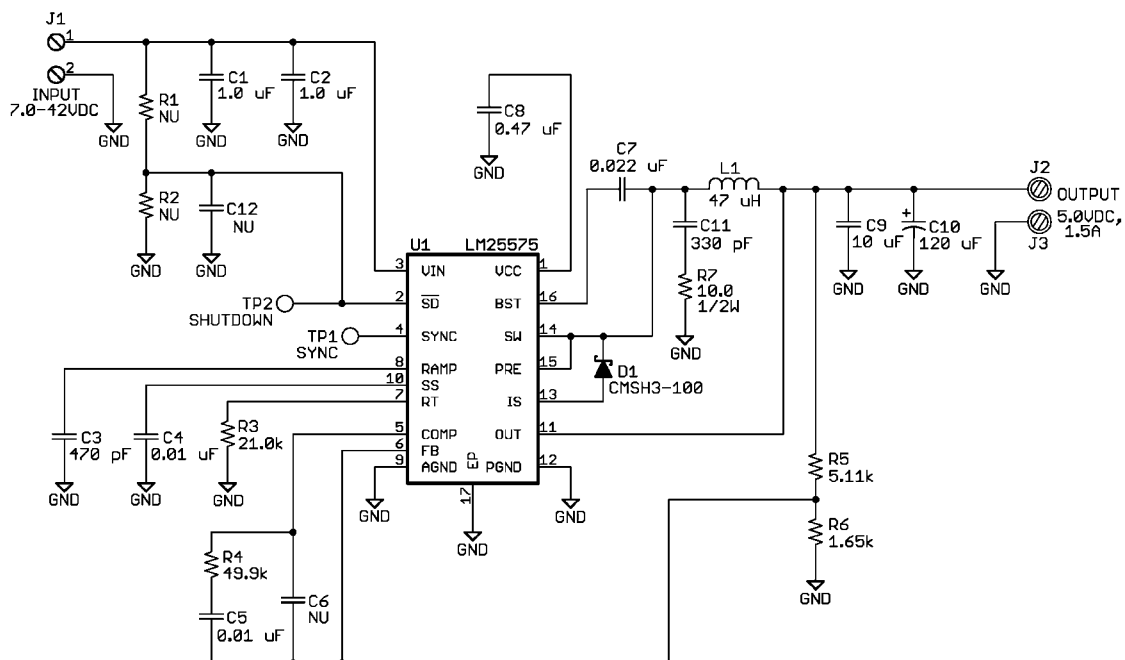 J1
1
2
INPUT
7.0-42VDC
GND
R1
NU
C1
1.0 uF
GND
C2
1.0 uF
GND
R2
NU
GND
C12
NU
GND
C8
0.47 uF
GND
C7
0.022 uF
L1
47 uH
C11
330 pF
R7
10.0
1/2W
GND
C9
10 uF
GND
C10
120 uF
GND
J2
OUTPUT
5.0VDC,
1.5A
J3
GND
U1 LM25575
3 VIN VCC 1
2 SD BST 16
4 SYNC SW 14
8 RAMP PRE 15
10 SS
7 RT IS 13
5 COMP OUT 11
6 FB
9 AGND EP PGND 12
17
GND
GND
GND
TP2
SHUTDOWN
TP1
SYNC
D1
CMSH3-100
C3
470 pF
GND
C4
0.01 uF
GND
R3
21.0k
GND
R5
5.11k
R6
1.65k
GND
R4
49.9k
C5
0.01 uF
C6
NU